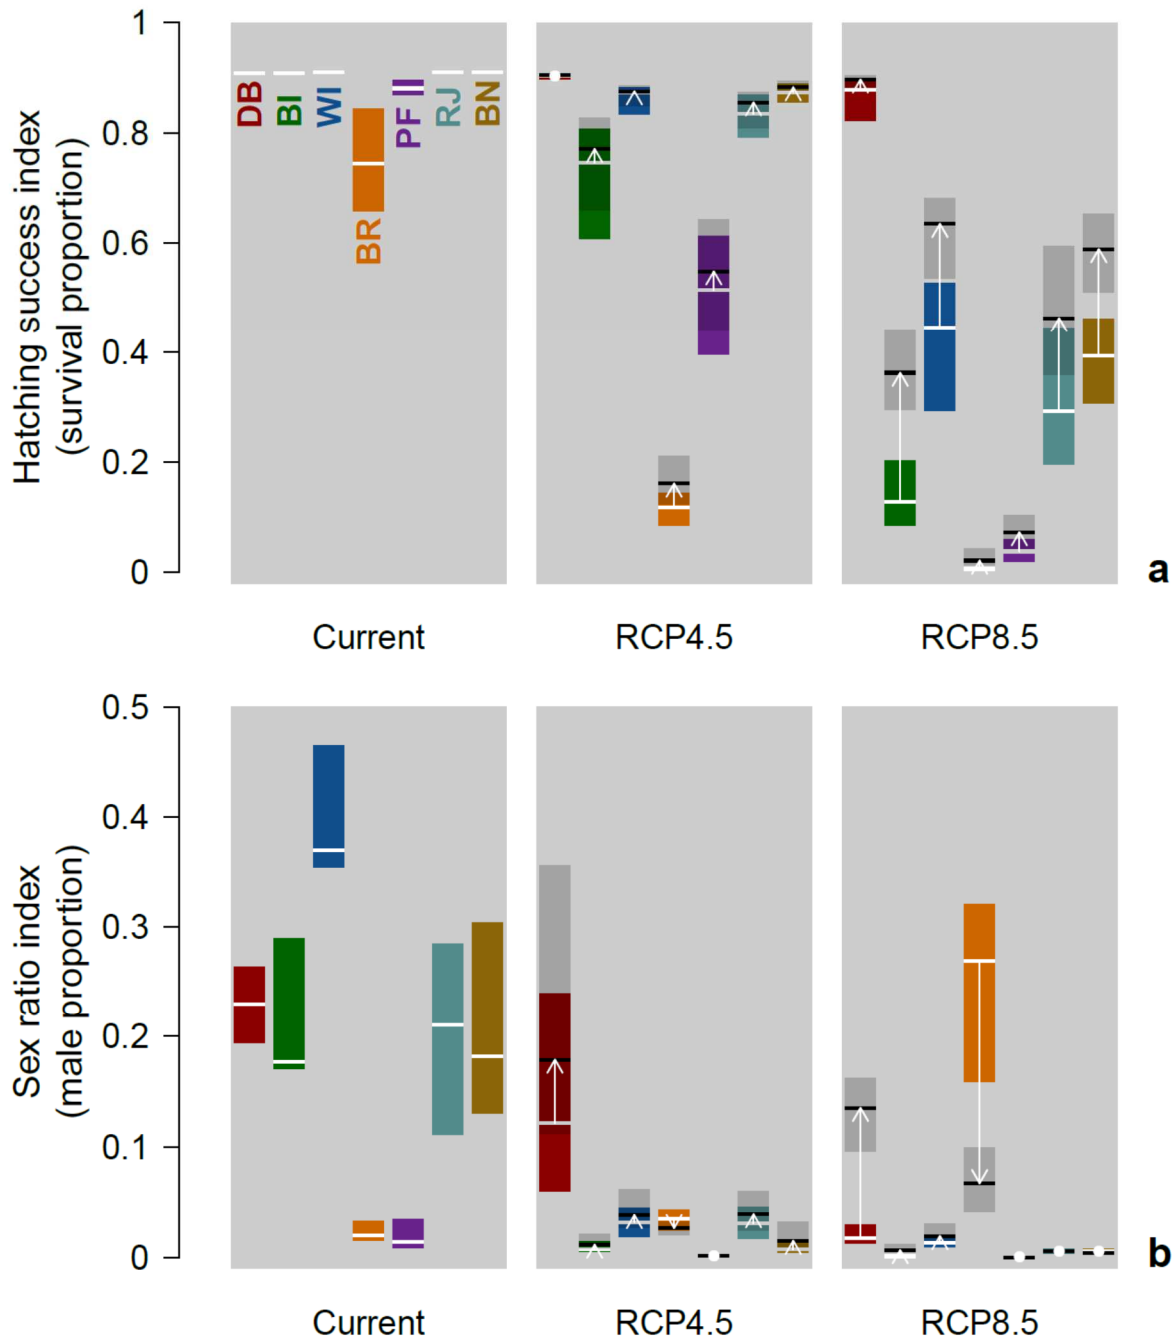 1
0.8
0.6
0.4
0.2
0
Hatching success index
(survival proportion)
DB
BI
WI
BR
PF
RJ
BN
a
Current
RCP4.5
RCP8.5
0.5
0.4
0.3
0.2
0.1
0
Sex ratio index
(male proportion)
b
Current
RCP4.5
RCP8.5